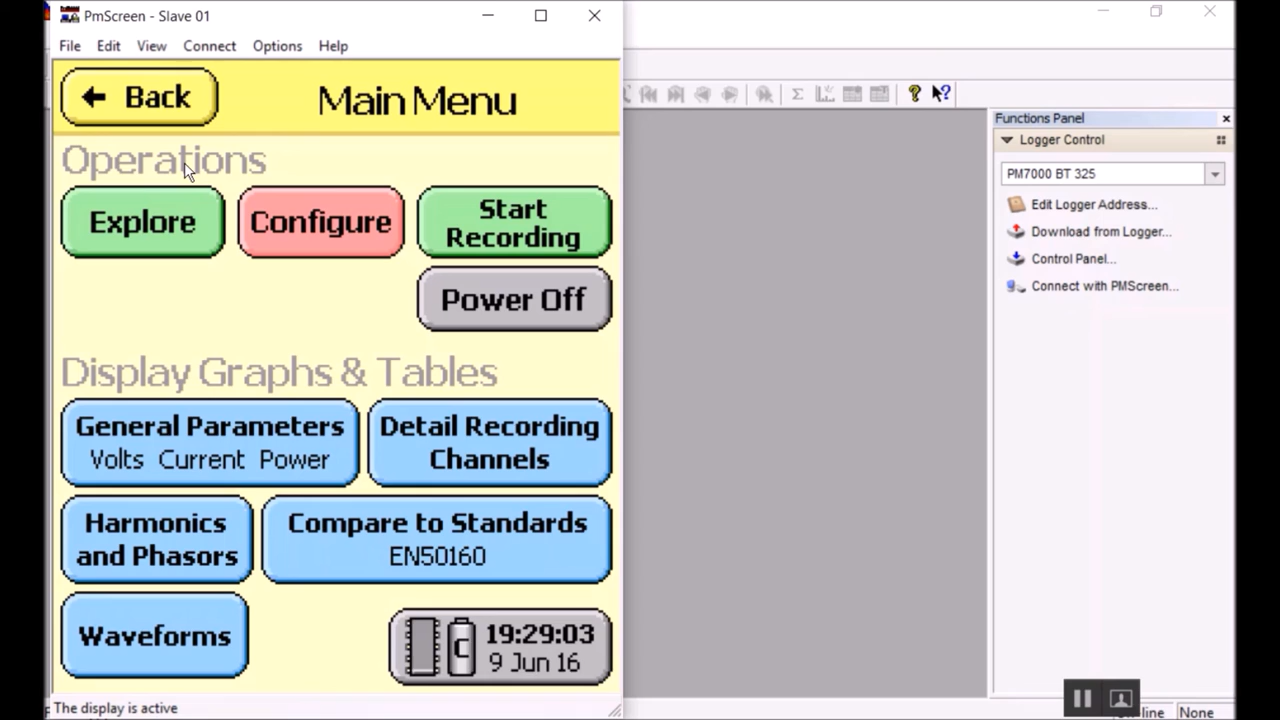 PmScreen - Slave 01
File Edit View Connect Options Help
Back
Main Menu
Operations
Explore
Configure
Start
Recording
Power Off
Display Graphs & Tables
General Parameters
Volts Current Power
Detail Recording
Channels
Harmonics
and Phasors
Compare to Standards
EN50160
Waveforms
C
19:29:03
9 Jun 16
The display is active
Functions Panel
Logger Control
PM7000 BT 325
Edit Logger Address...
Download from Logger...
Control Panel...
Connect with PMScreen...
None